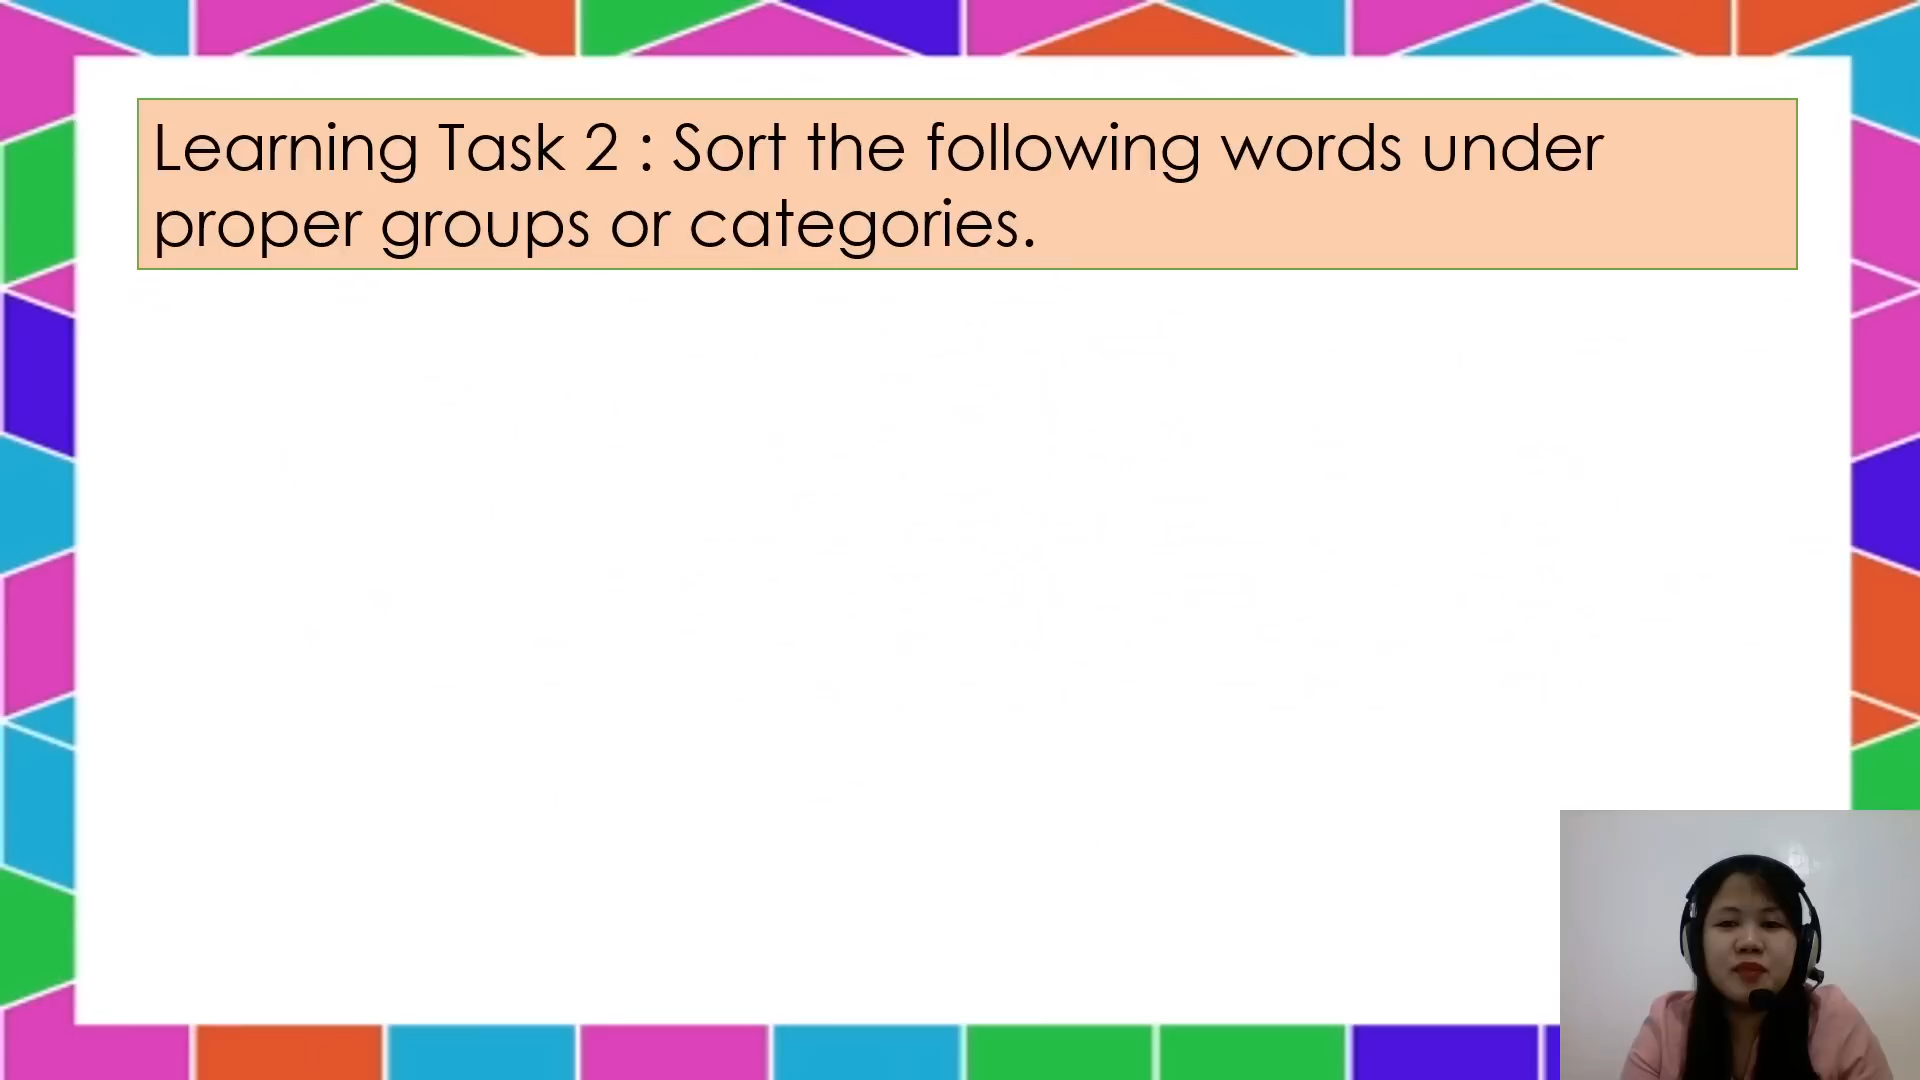 Learning Task 2 : Sort the following words under
proper groups or categories.